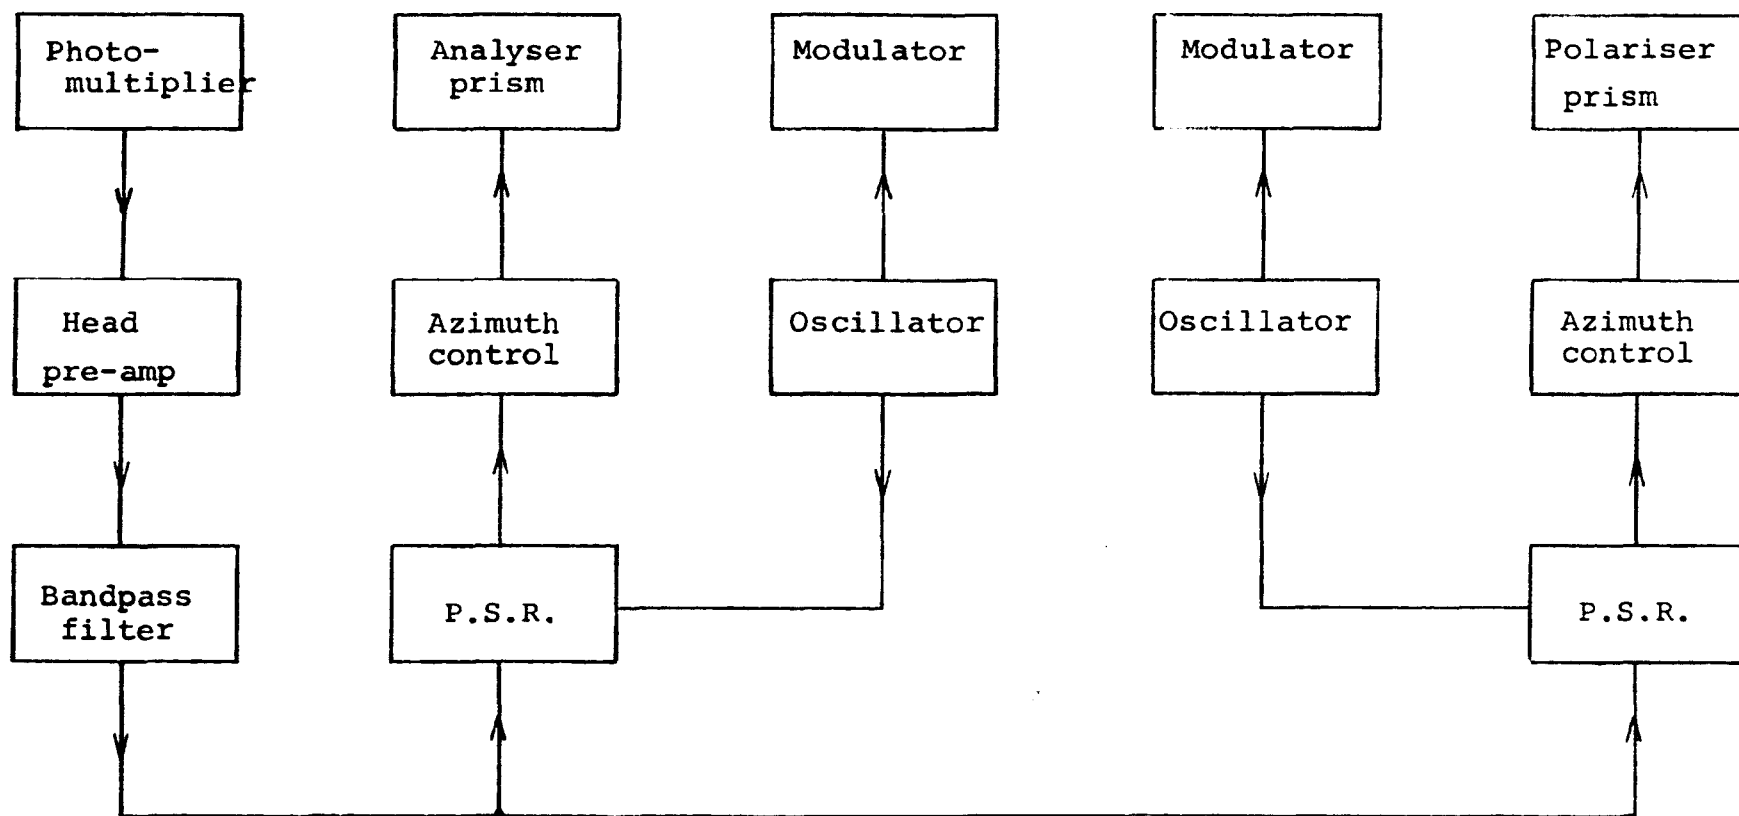 Photo-
multiplier
Analyser
prism
Modulator
Modulator
Polariser
prism
Head
pre-amp
Azimuth
control
Oscillator
Oscillator
Azimuth
control
Bandpass
filter
P.S.R.
P.S.R.